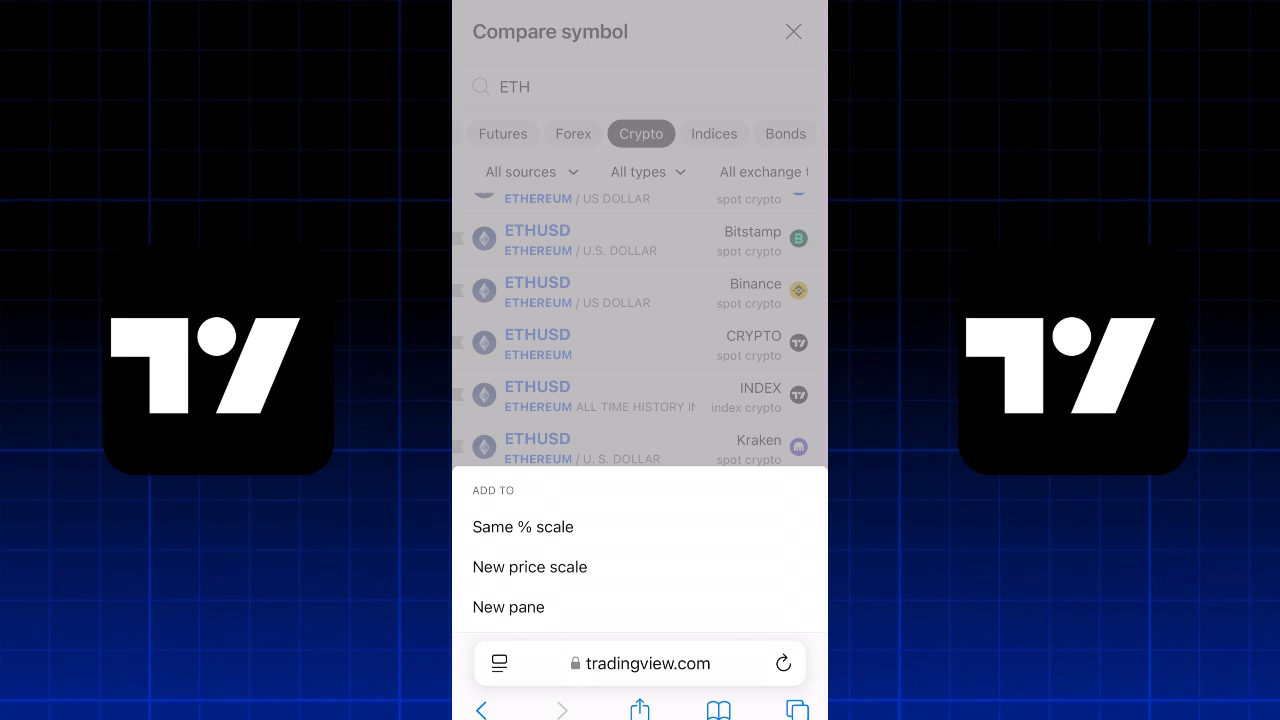 Compare symbol
ETH
Futures Forex Crypto Indices Bonds
All sources All types All exchange t
ETHEREUM / US DOLLAR spot crypto
ETHUSD Bitstamp
ETHEREUM / U.S. DOLLAR spot crypto
ETHUSD Binance
ETHEREUM / US DOLLAR spot crypto
ETHUSD CRYPTO
ETHEREUM spot crypto
ETHUSD INDEX
ETHEREUM ALL TIME HISTORY IN index crypto
ETHUSD Kraken
ETHEREUM / U. S. DOLLAR spot crypto
ADD TO
Same % scale
New price scale
New pane
tradingview.com